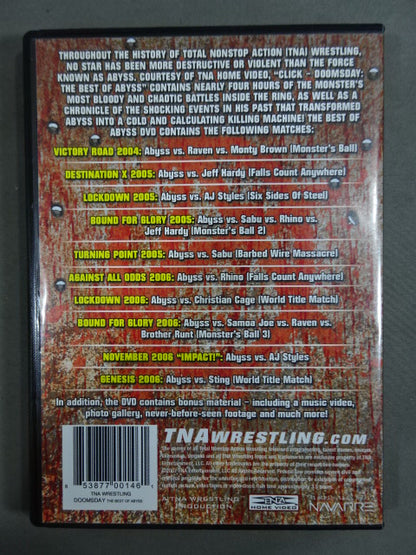 THROUGHOUT THE HISTORY OF TOTAL NONSTOP ACTION (TNA) WRESTLING,
NO STAR HAS BEEN MORE DESTRUCTIVE OR VIOLENT THAN THE FORCE
KNOWN AS ABYSS. COURTESY OF TNA HOME VIDEO, "CLICK - DOOMSDAY:
THE BEST OF ABYSS" CONTAINS NEARLY FOUR HOURS OF THE MONSTER'S
MOST BLOODY AND CHAOTIC BATTLES INSIDE THE RING, AS WELL AS A
CHRONICLE OF THE SHOCKING EVENTS IN HIS PAST THAT TRANSFORMED
ABYSS INTO A COLD AND CALCULATING KILLING MACHINE! THE BEST OF
ABYSS DVD CONTAINS THE FOLLOWING MATCHES:
VICTORY ROAD 2004: Abyss vs. Raven vs. Monty Brown (Monster's Ball)
DESTINATION X 2005: Abyss vs. Jeff Hardy (Falls Count Anywhere)
LOCKDOWN 2005: Abyss vs. AJ Styles (Six Sides Of Steel)
BOUND FOR GLORY 2005: Abyss vs. Sabu vs. Rhino vs.
Jeff Hardy (Monster's Ball 2)
TURNING POINT 2005: Abyss vs. Sabu (Barbed Wire Massacre)
AGAINST ALL ODDS 2006: Abyss vs. Rhino (Falls Count Anywhere)
LOCKDOWN 2006: Abyss vs. Christian Cage (World Title Match)
BOUND FOR GLORY 2006: Abyss vs. Samoa Joe vs. Raven vs.
Brother Runt (Monster's Ball 3)
NOVEMBER 2006 "IMPACT!": Abyss vs. AJ Styles
GENESIS 2006: Abyss vs. Sting (World Title Match)
In addition, the DVD contains bonus material - including a music video,
photo gallery, never-before-seen footage and much more!
TNAWRESTLING.COM
8 53877 00146 1
TNA WRESTLING
DOOMSDAY THE BEST OF ABYSS
A TNA WRESTLING
PRODUCTION
TNA
HOME VIDEO
NAVARRE